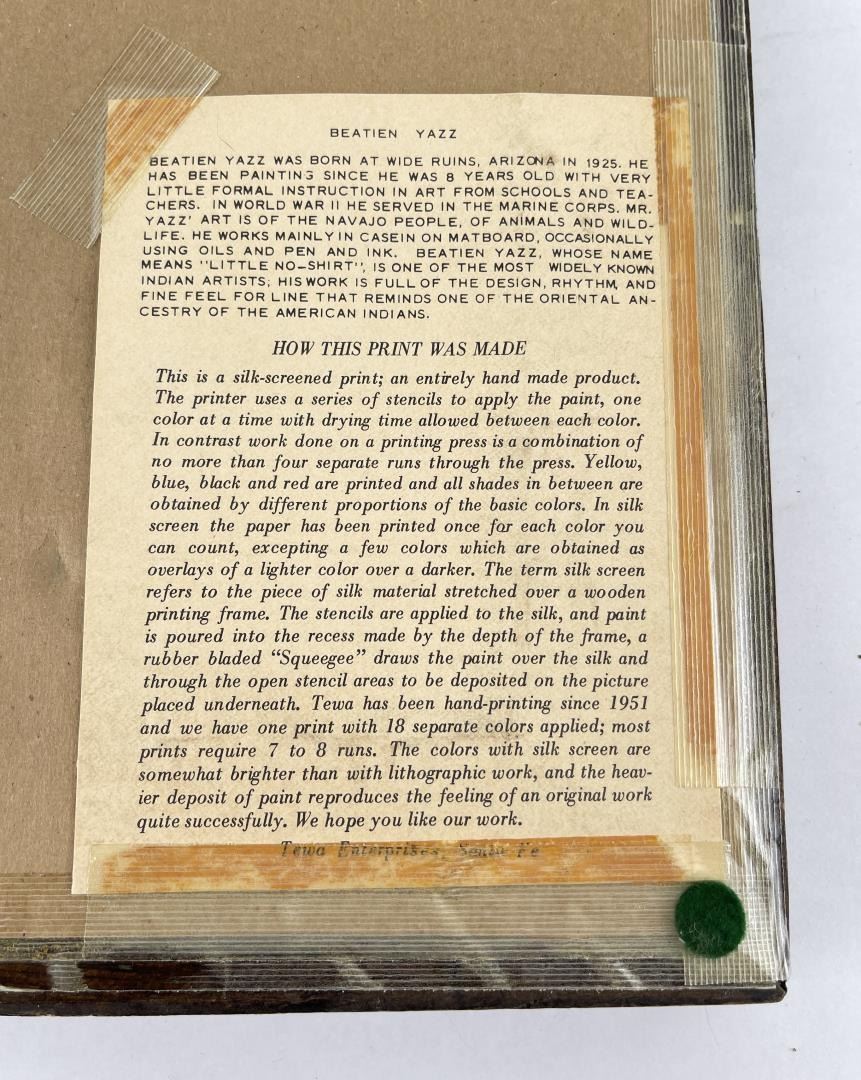 BEATIEN YAZZ
BEATIEN YAZZ WAS BORN AT WIDE RUINS, ARIZONA IN 1925. HE
HAS BEEN PAINTING SINCE HE WAS 8 YEARS OLD WITH VERY
LITTLE FORMAL INSTRUCTION IN ART FROM SCHOOLS AND TEA-
CHERS. IN WORLD WAR II HE SERVED IN THE MARINE CORPS. MR.
YAZZ' ART IS OF THE NAVAJO PEOPLE, OF ANIMALS AND WILD-
LIFE. HE WORKS MAINLY IN CASEIN ON MATBOARD, OCCASIONALLY
USING OILS AND PEN AND INK. BEATIEN YAZZ, WHOSE NAME
MEANS "LITTLE NO-SHIRT", IS ONE OF THE MOST WIDELY KNOWN
INDIAN ARTISTS; HIS WORK IS FULL OF THE DESIGN, RHYTHM, AND
FINE FEEL FOR LINE THAT REMINDS ONE OF THE ORIENTAL AN-
CESTRY OF THE AMERICAN INDIANS.
HOW THIS PRINT WAS MADE
This is a silk-screened print; an entirely hand made product.
The printer uses a series of stencils to apply the paint, one
color at a time with drying time allowed between each color.
In contrast work done on a printing press is a combination of
no more than four separate runs through the press. Yellow,
blue, black and red are printed and all shades in between are
obtained by different proportions of the basic colors. In silk
screen the paper has been printed once for each color you
can count, excepting a few colors which are obtained as
overlays of a lighter color over a darker. The term silk screen
refers to the piece of silk material stretched over a wooden
printing frame. The stencils are applied to the silk, and paint
is poured into the recess made by the depth of the frame, a
rubber bladed “Squeegee” draws the paint over the silk and
through the open stencil areas to be deposited on the picture
placed underneath. Tewa has been hand-printing since 1951
and we have one print with 18 separate colors applied; most
prints require 7 to 8 runs. The colors with silk screen are
somewhat brighter than with lithographic work, and the heav-
ier deposit of paint reproduces the feeling of an original work
quite successfully. We hope you like our work.
Tewa Enterprises, Santa Fe